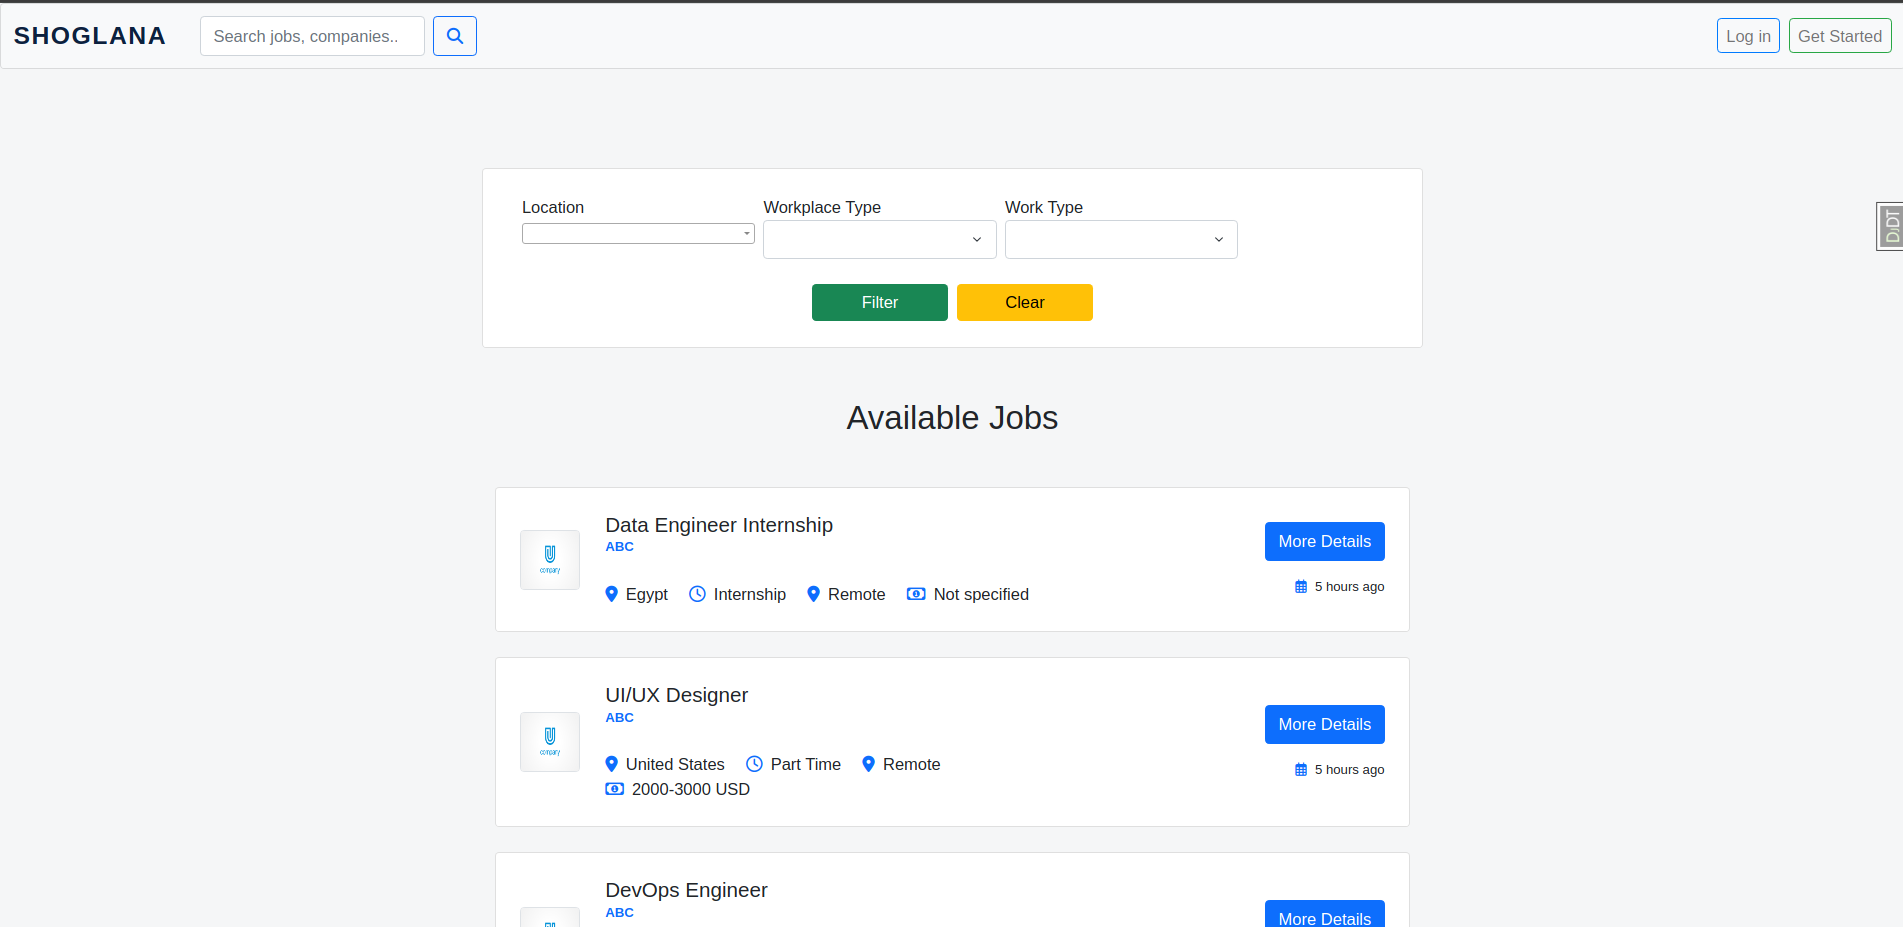 SHOGLANA
Search jobs, companies..
Log in
Get Started
Location
Workplace Type
Work Type
DJDT
Filter
Clear
Available Jobs
Data Engineer Internship
ABC
company
Egypt
Internship
Remote
Not specified
More Details
5 hours ago
UI/UX Designer
ABC
company
United States
Part Time
Remote
2000-3000 USD
More Details
5 hours ago
DevOps Engineer
ABC
More Details